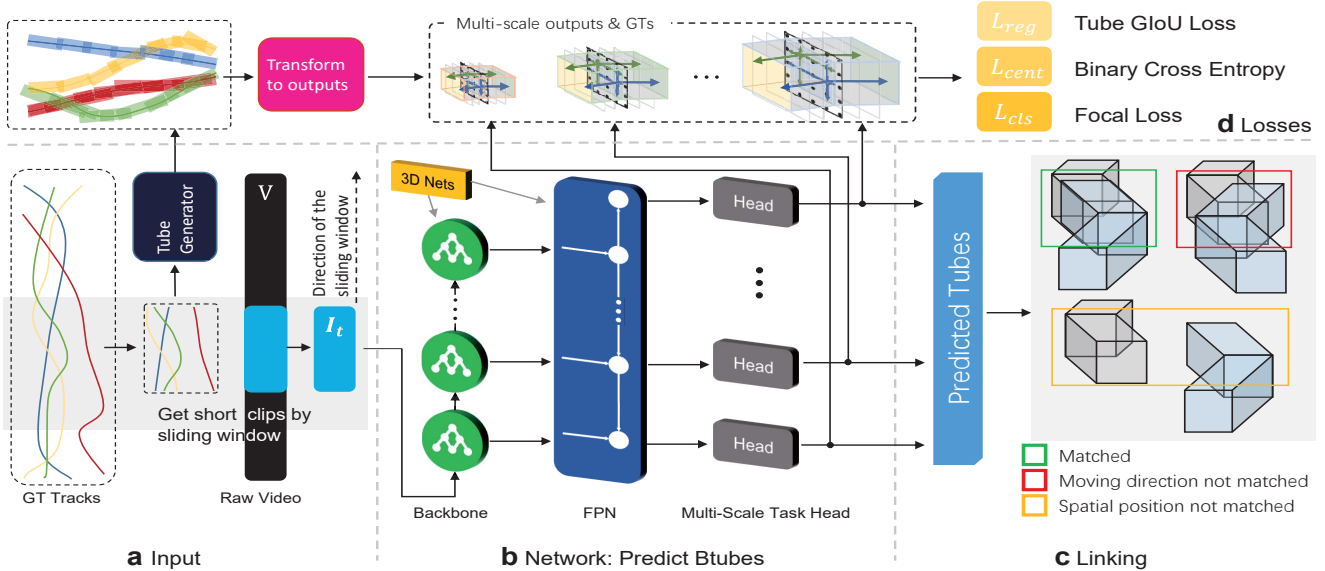 Multi-scale outputs & GTs
Transform
to outputs
L_reg
Tube GIoU Loss
L_cent
Binary Cross Entropy
L_cls
Focal Loss
d Losses
Tube
Generator
V
Direction of the
sliding window
I_t
Get short clips by
sliding window
GT Tracks
Raw Video
a Input
3D Nets
Head
Head
Head
Backbone
FPN
Multi-Scale Task Head
b Network: Predict Btubes
Predicted Tubes
Matched
Moving direction not matched
Spatial position not matched
c Linking